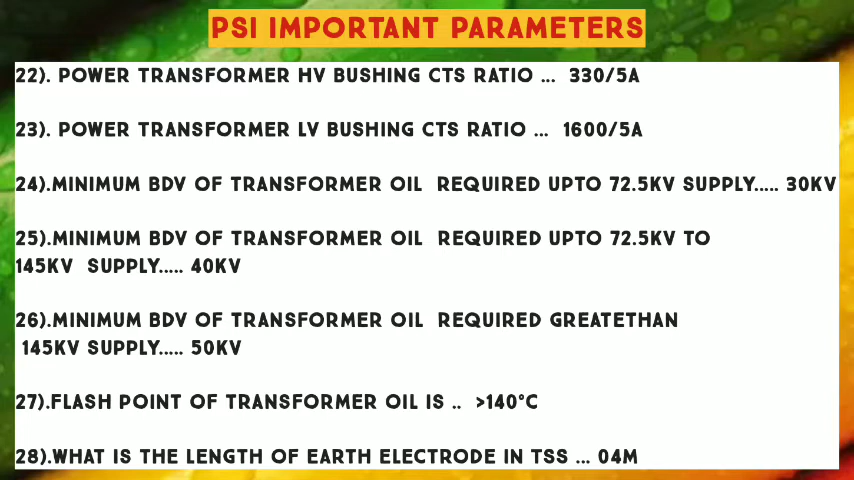 PSI IMPORTANT PARAMETERS
22). POWER TRANSFORMER HV BUSHING CTS RATIO ... 330/5A
23). POWER TRANSFORMER LV BUSHING CTS RATIO ... 1600/5A
24).MINIMUM BDV OF TRANSFORMER OIL REQUIRED UPTO 72.5KV SUPPLY..... 30KV
25).MINIMUM BDV OF TRANSFORMER OIL REQUIRED UPTO 72.5KV TO
145KV SUPPLY..... 40KV
26).MINIMUM BDV OF TRANSFORMER OIL REQUIRED GREATETHAN
145KV SUPPLY..... 50KV
27).FLASH POINT OF TRANSFORMER OIL IS .. >140°C
28).WHAT IS THE LENGTH OF EARTH ELECTRODE IN TSS ... 04M